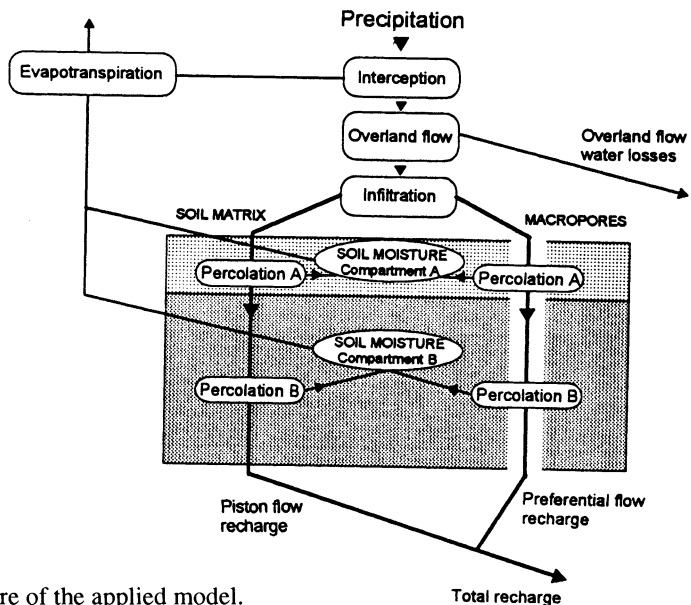 Precipitation
Evapotranspiration
Interception
Overland flow
Overland flow
water losses
Infiltration
SOIL MATRIX
MACROPORES
SOIL MOISTURE
Compartment A
Percolation A
Percolation A
SOIL MOISTURE
Compartment B
Percolation B
Percolation B
Piston flow
recharge
Preferential flow
recharge
Total recharge
re of the applied model.